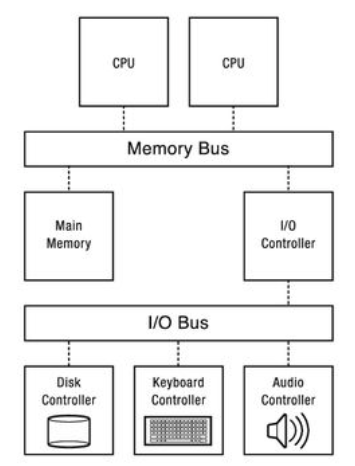 CPU
CPU
Memory Bus
Main
Memory
I/O
Controller
I/O Bus
Disk
Controller
Keyboard
Controller
Audio
Controller